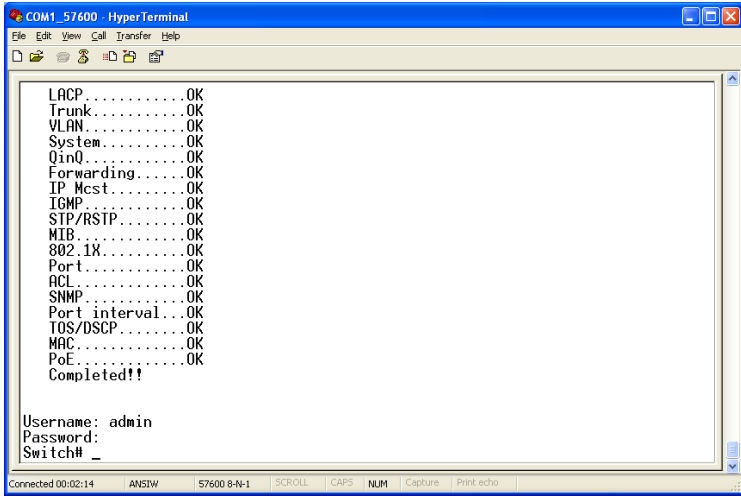 COM1_57600 - HyperTerminal
File Edit View Call Transfer Help
LACP............OK
Trunk...........OK
VLAN............OK
System..........OK
QinQ............OK
Forwarding......OK
IP Mcst.........OK
IGMP............OK
STP/RSTP........OK
MIB.............OK
802.1X..........OK
Port............OK
ACL.............OK
SNMP............OK
Port interval...OK
TOS/DSCP........OK
MAC.............OK
PoE.............OK
Completed!!
Username: admin
Password:
Switch# _
Connected 00:02:14 ANSIW 57600 8-N-1 SCROLL CAPS NUM Capture Print echo